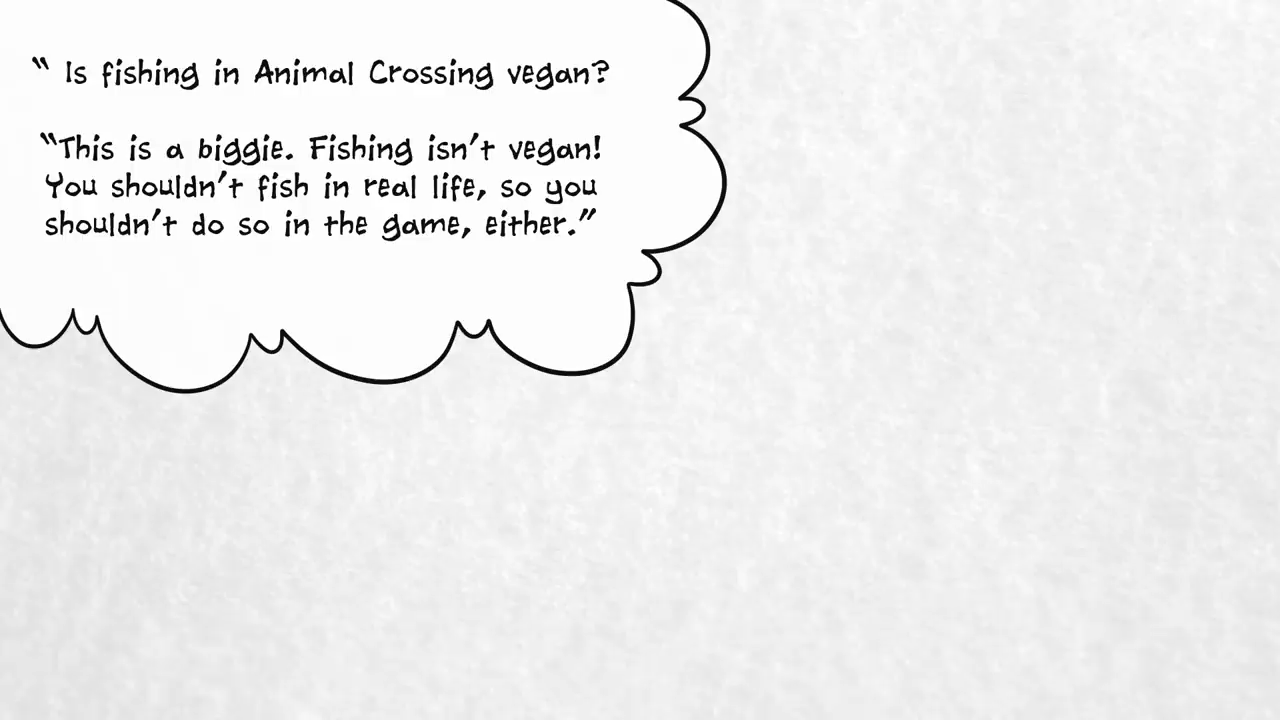 “ Is fishing in Animal Crossing vegan?
“This is a biggie. Fishing isn’t vegan!
You shouldn’t fish in real life, so you
shouldn’t do so in the game, either.”